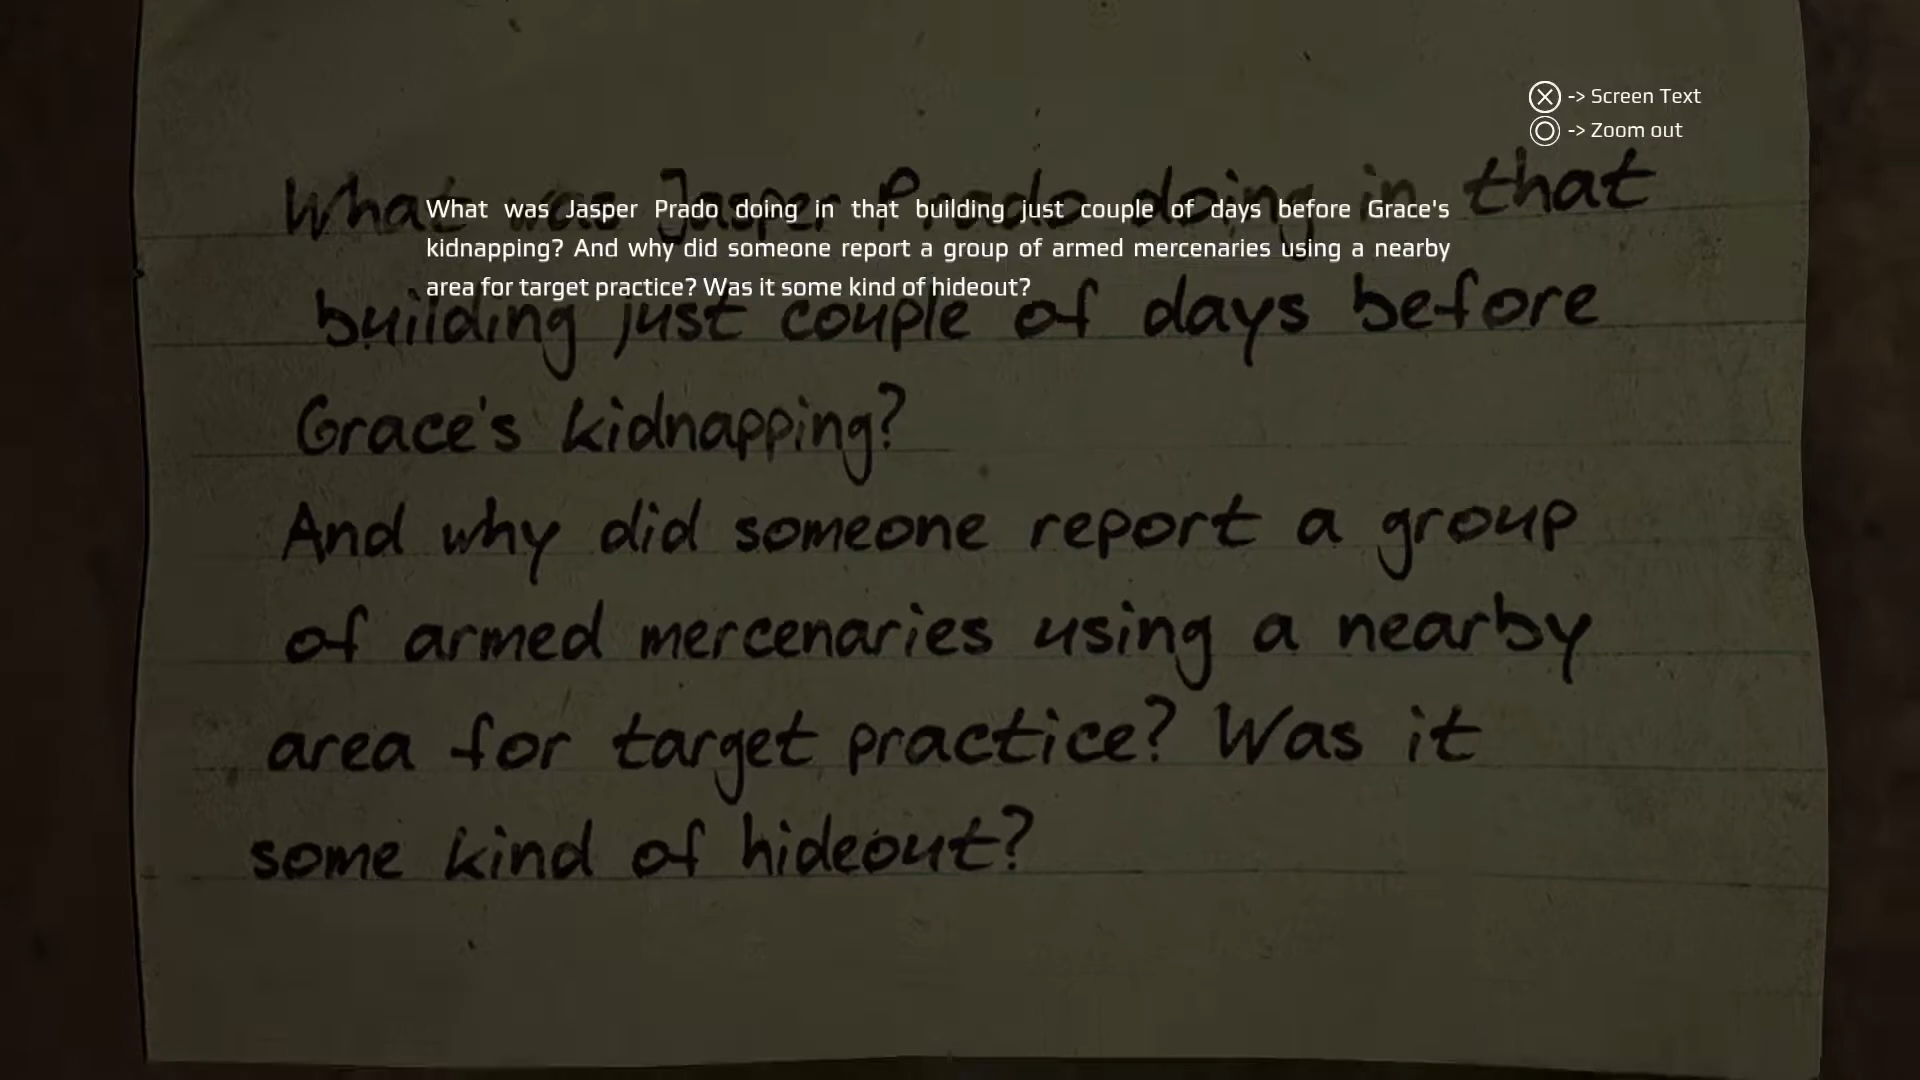 -> Screen Text
-> Zoom out
What was Jasper Prado doing in that building just couple of days before Grace's
kidnapping? And why did someone report a group of armed mercenaries using a nearby
area for target practice? Was it some kind of hideout?
What was Jasper Prado doing in that
building just couple of days before
Grace's kidnapping?
And why did someone report a group
of armed mercenaries using a nearby
area for target practice? Was it
some kind of hideout?